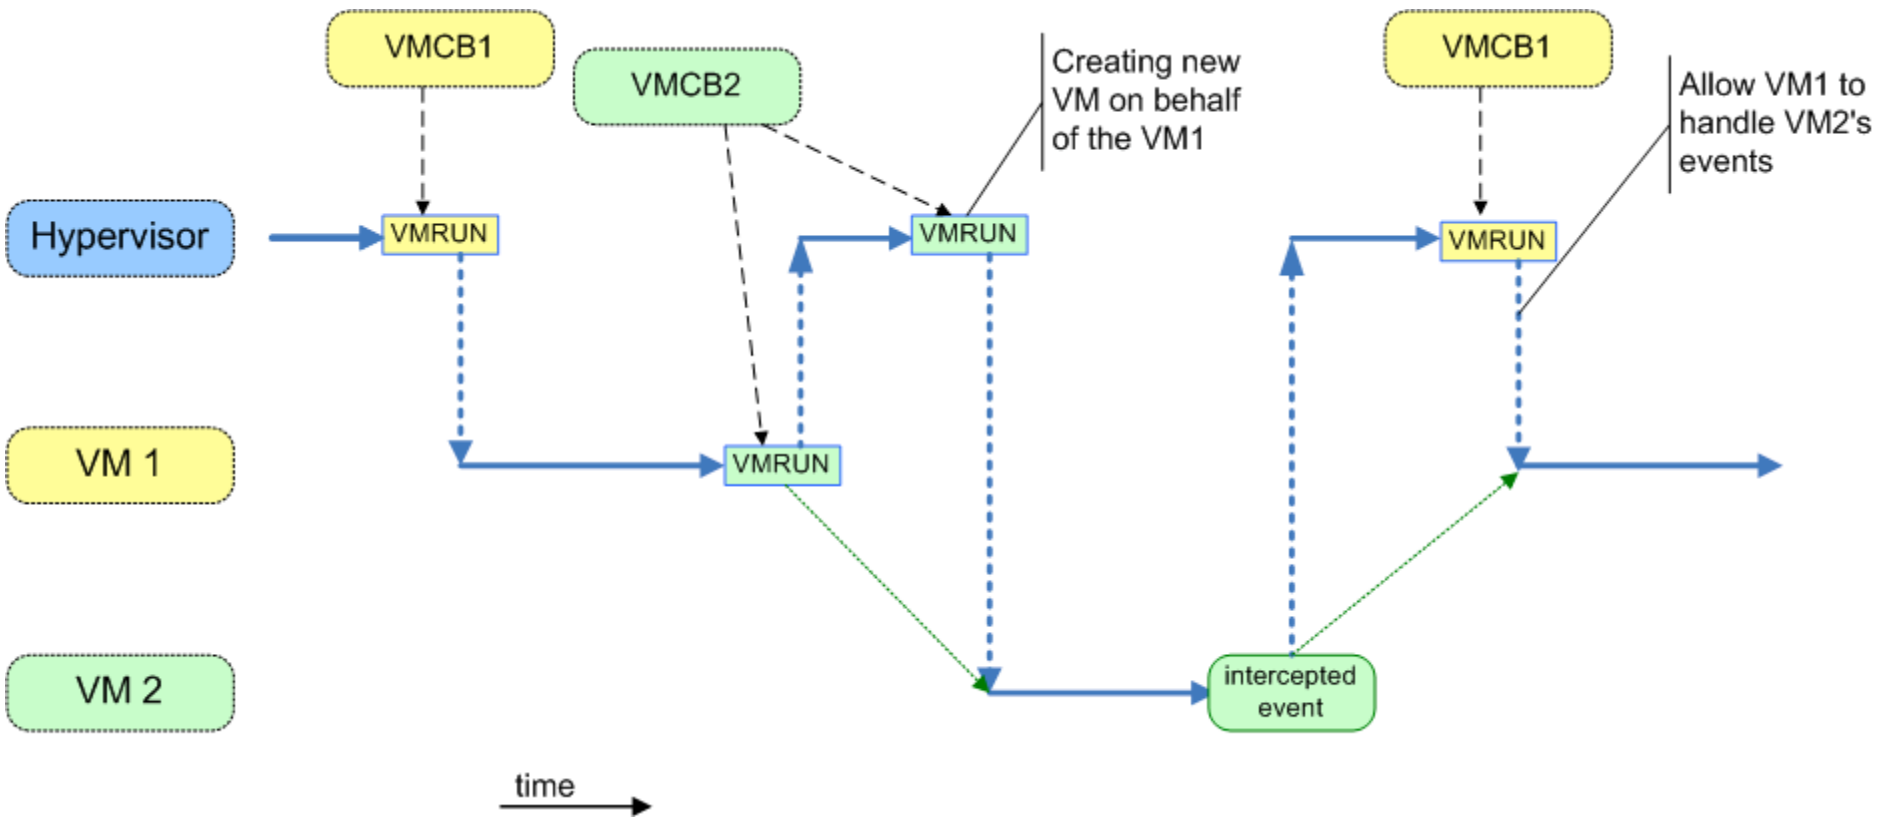 VMCB1
VMCB2
Creating new
VM on behalf
of the VM1
VMCB1
Allow VM1 to
handle VM2's
events
Hypervisor
VMRUN
VMRUN
VMRUN
VM 1
VMRUN
VM 2
intercepted
event
time